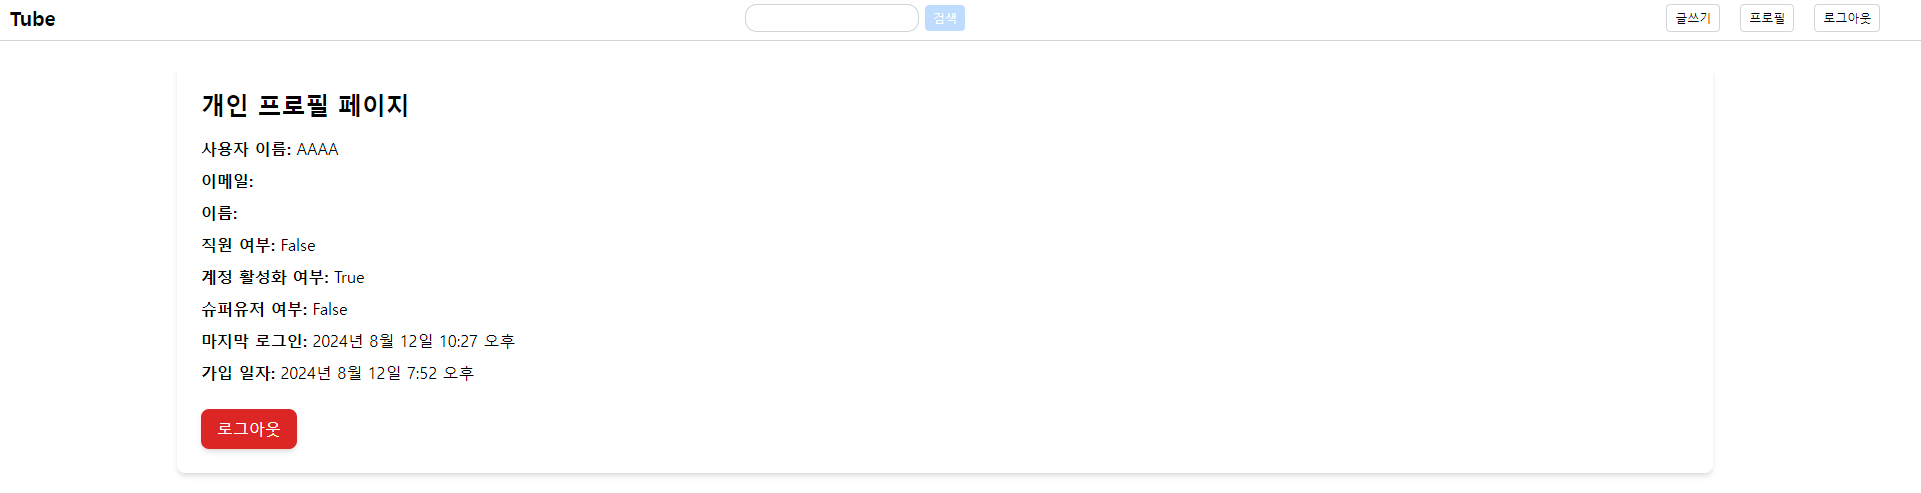 Tube
검색
글쓰기
프로필
로그아웃
개인 프로필 페이지
사용자 이름: AAAA
이메일:
이름:
직원 여부: False
계정 활성화 여부: True
슈퍼유저 여부: False
마지막 로그인: 2024년 8월 12일 10:27 오후
가입 일자: 2024년 8월 12일 7:52 오후
로그아웃